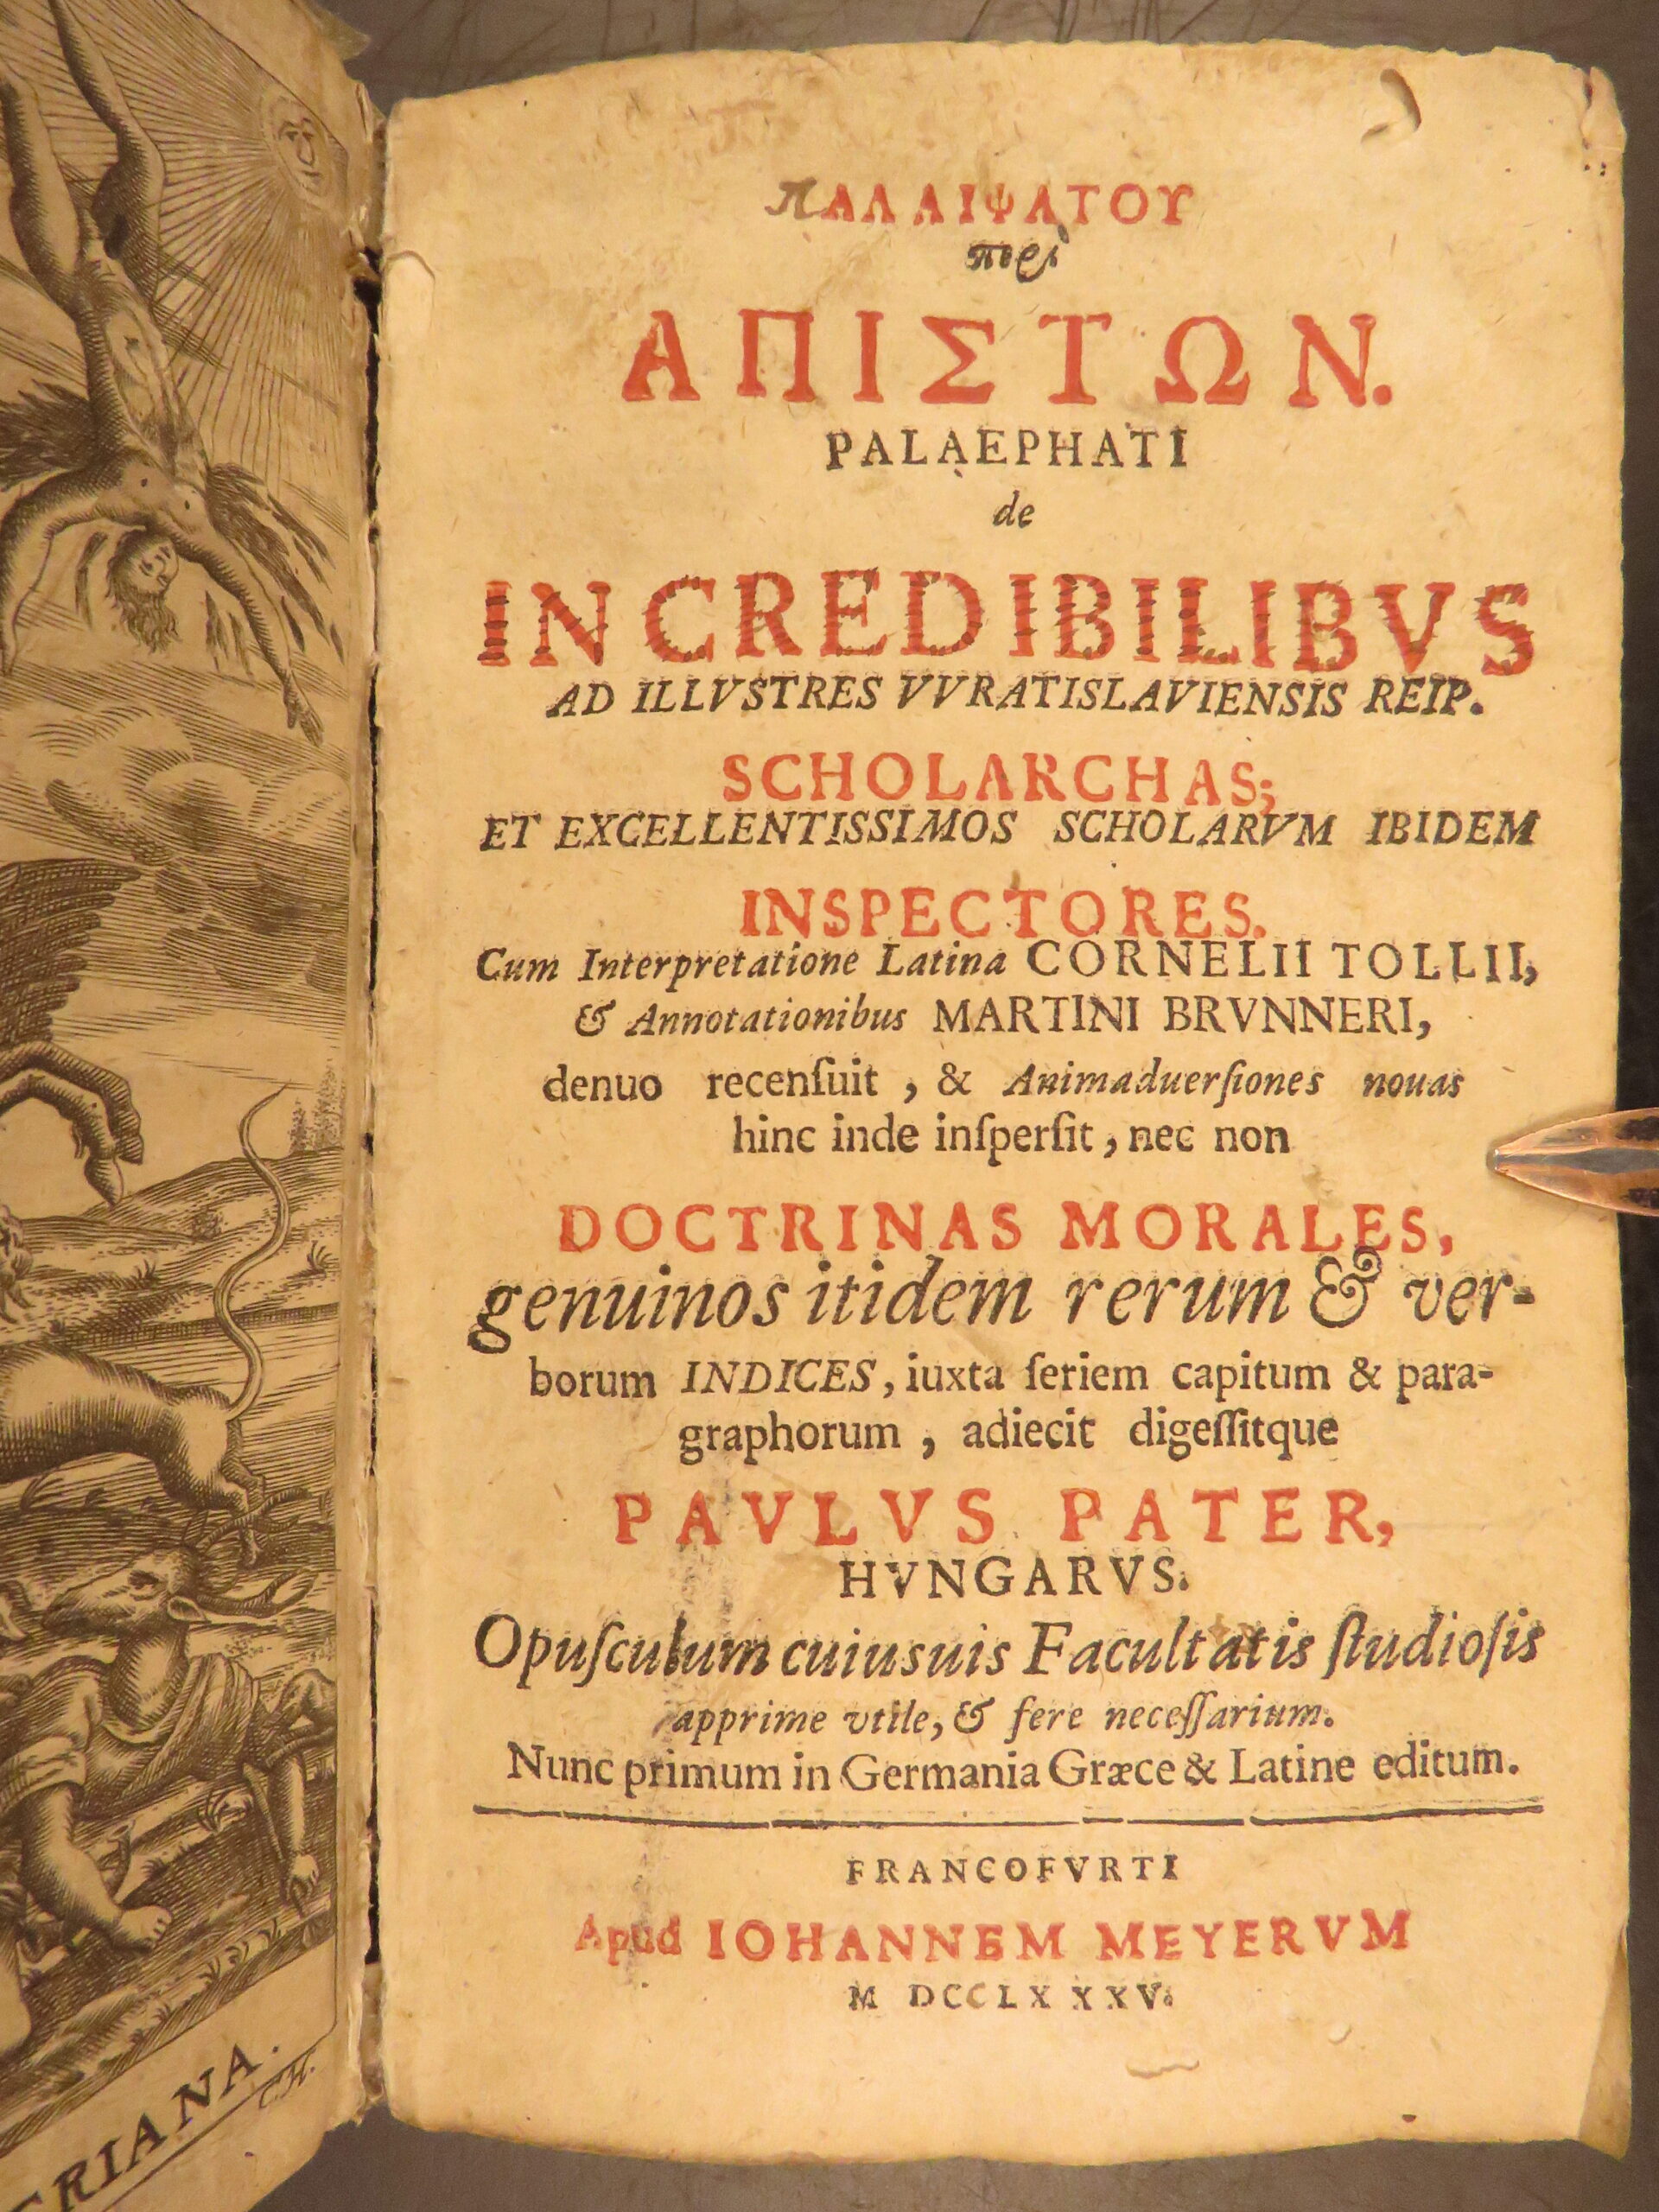 ΠΑΛΑΙΨΑΤΟΥ
περὶ
ΑΠΙΣΤΩΝ.
PALAEPHATI
de
INCREDIBILIBVS
AD ILLVSTRES VVRATISLAVIENSIS REIP.
SCHOLARCHAS;
ET EXCELLENTISSIMOS SCHOLARVM IBIDEM
INSPECTORES.
Cum Interpretatione Latina CORNELII TOLLII,
& Annotationibus MARTINI BRVNNERI,
denuo recenſuit, & Animaduerſiones nouas
hinc inde inſperſit, nec non
DOCTRINAS MORALES,
genuinos itidem rerum & ver-
borum INDICES, iuxta ſeriem capitum & para-
graphorum, adiecit digeſſitque
PAVLVS PATER,
HVNGARVS.
Opuſculum cuiusuis Facultatis ſtudioſis
apprime vtile, & fere neceſſarium.
Nunc primum in Germania Græce & Latine editum.
FRANCOFVRTI
Apud IOHANNEM MEYERVM
M DCCLXXXV.
ERIANA.
C.H.